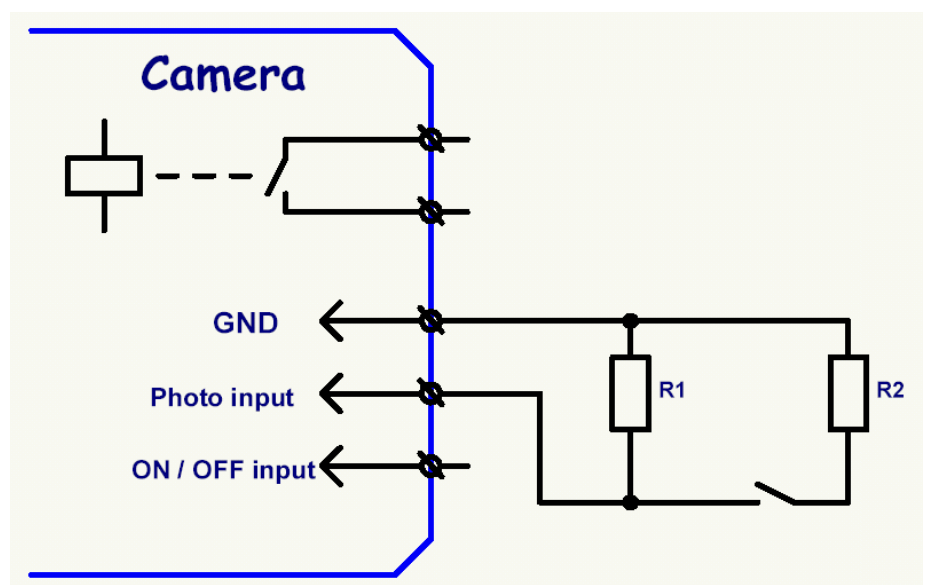 Camera
GND
Photo input
R1
R2
ON / OFF input